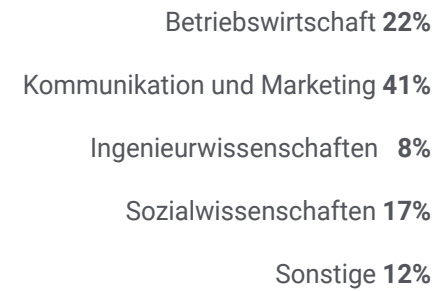 Betriebswirtschaft 22%
Kommunikation und Marketing 41%
Ingenieurwissenschaften 8%
Sozialwissenschaften 17%
Sonstige 12%